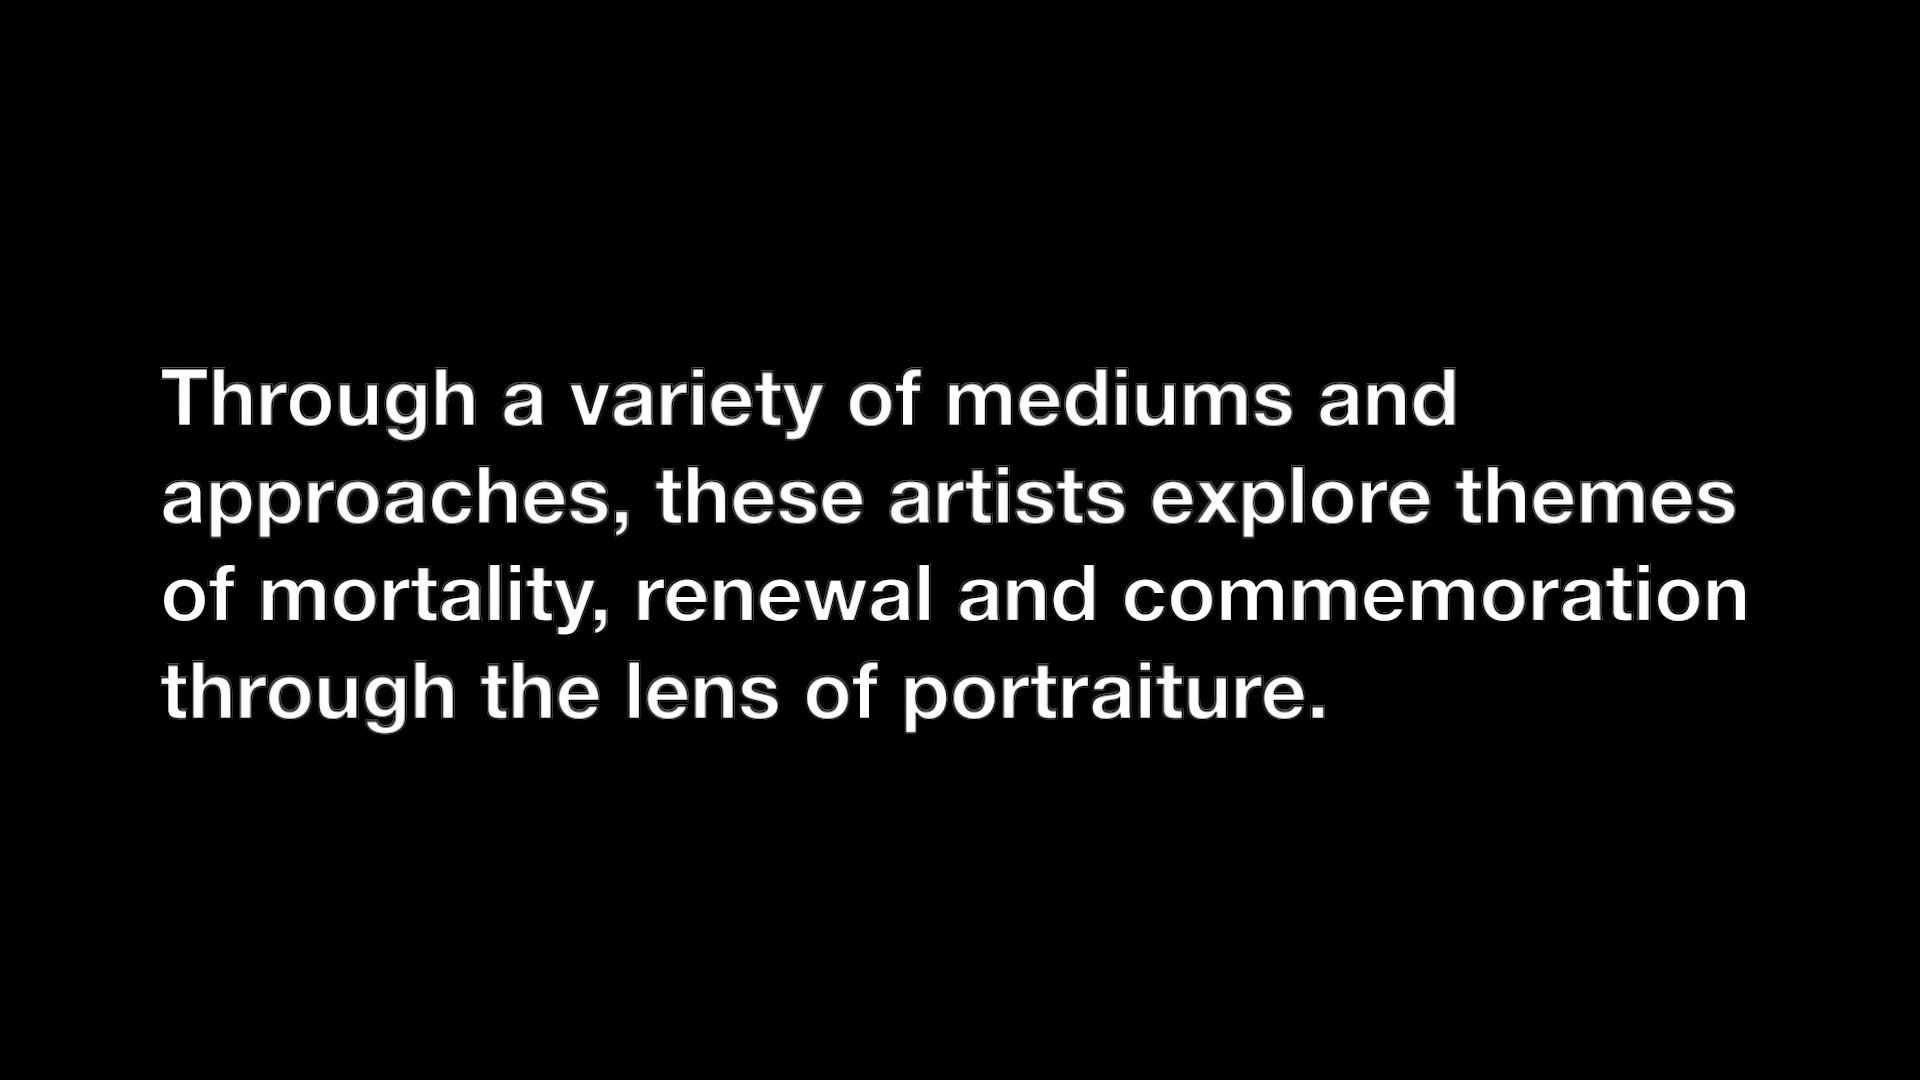 Through a variety of mediums and
approaches, these artists explore themes
of mortality, renewal and commemoration
through the lens of portraiture.